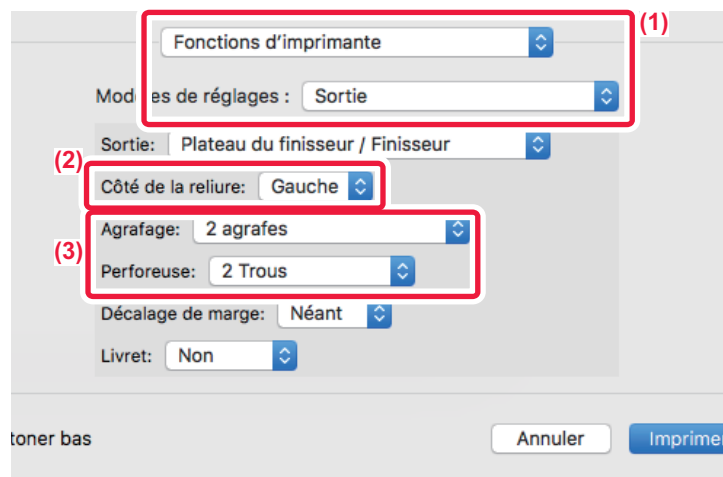 (1)
Fonctions d'imprimante
Modèles de réglages : Sortie
Sortie: Plateau du finisseur / Finisseur
(2)
Côté de la reliure: Gauche
(3)
Agrafage: 2 agrafes
Perforeuse: 2 Trous
Décalage de marge: Néant
Livret: Non
toner bas
Annuler
Imprimer